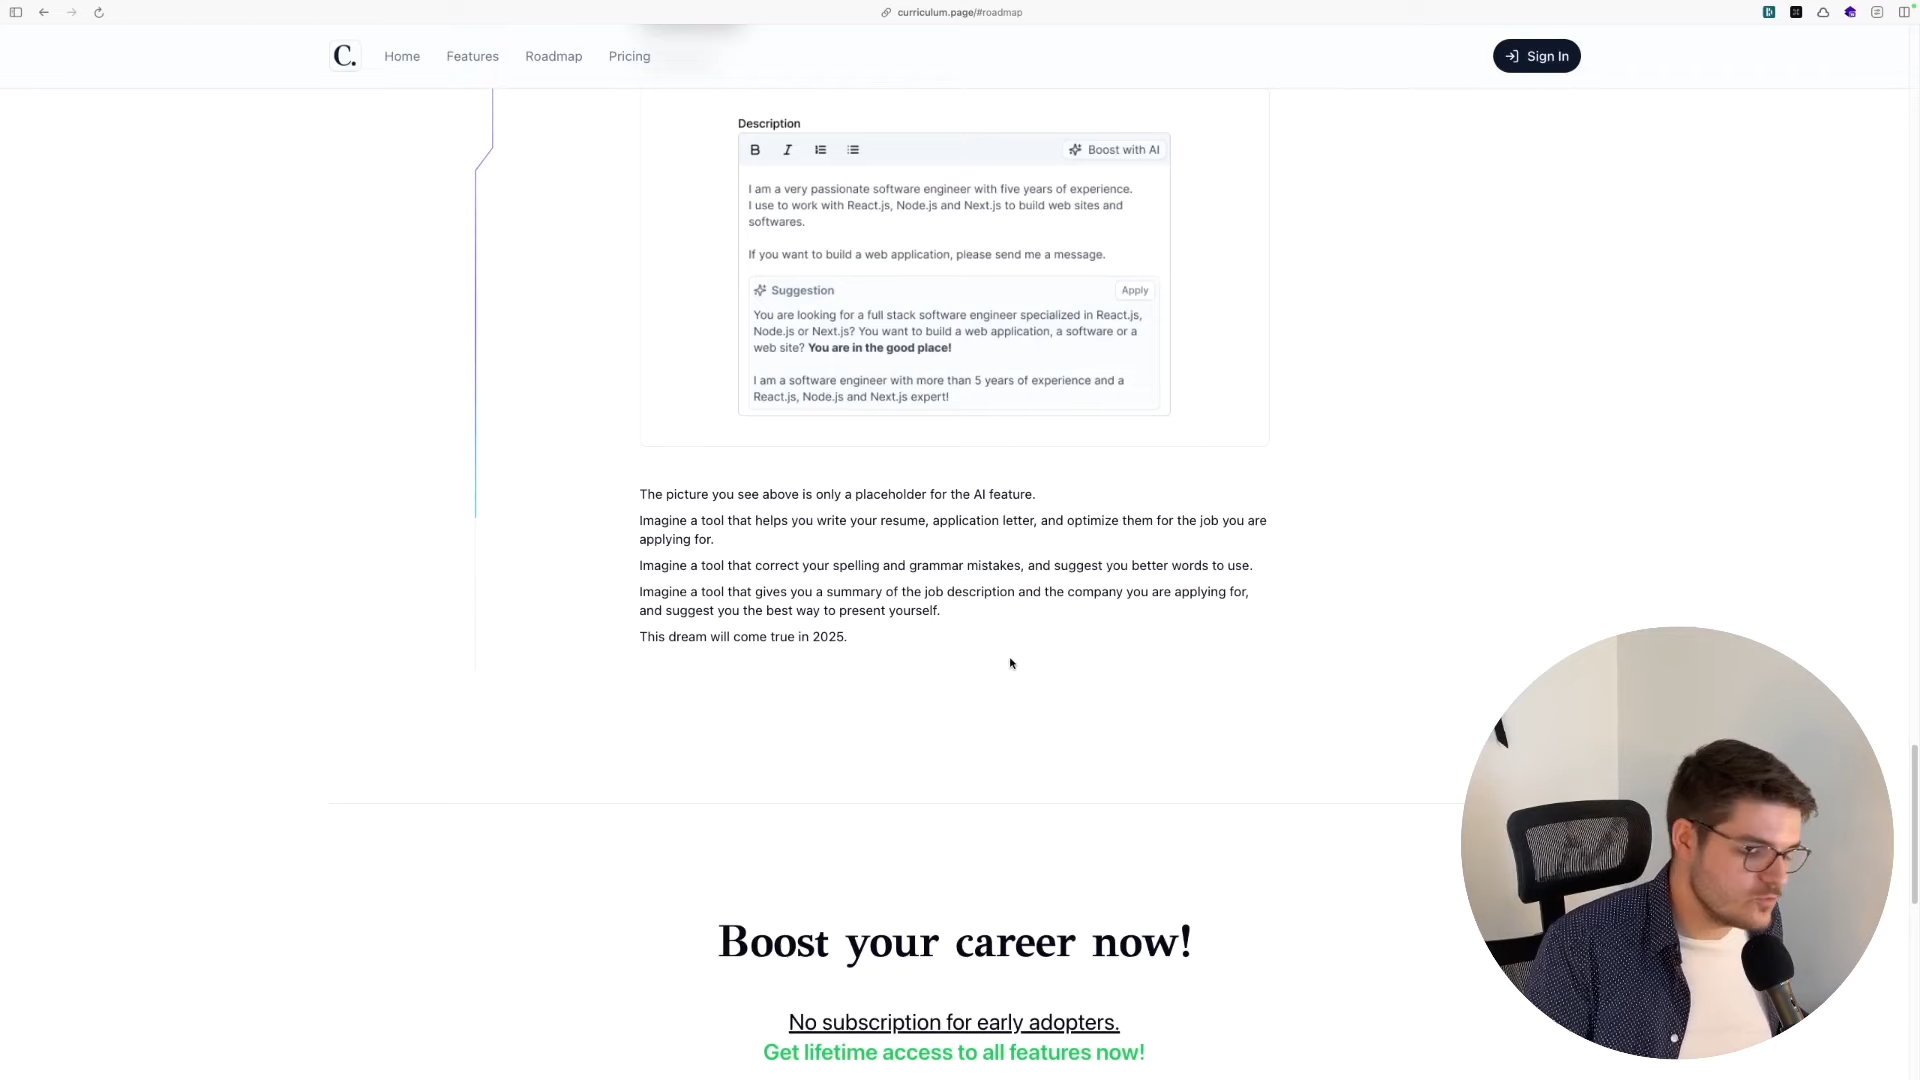 curriculum.page/#roadmap
C. Home Features Roadmap Pricing Sign In
Description
B I Boost with AI
I am a very passionate software engineer with five years of experience.
I use to work with React.js, Node.js and Next.js to build web sites and
softwares.
If you want to build a web application, please send me a message.
Suggestion Apply
You are looking for a full stack software engineer specialized in React.js,
Node.js or Next.js? You want to build a web application, a software or a
web site? You are in the good place!
I am a software engineer with more than 5 years of experience and a
React.js, Node.js and Next.js expert!
The picture you see above is only a placeholder for the AI feature.
Imagine a tool that helps you write your resume, application letter, and optimize them for the job you are
applying for.
Imagine a tool that correct your spelling and grammar mistakes, and suggest you better words to use.
Imagine a tool that gives you a summary of the job description and the company you are applying for,
and suggest you the best way to present yourself.
This dream will come true in 2025.
Boost your career now!
No subscription for early adopters.
Get lifetime access to all features now!